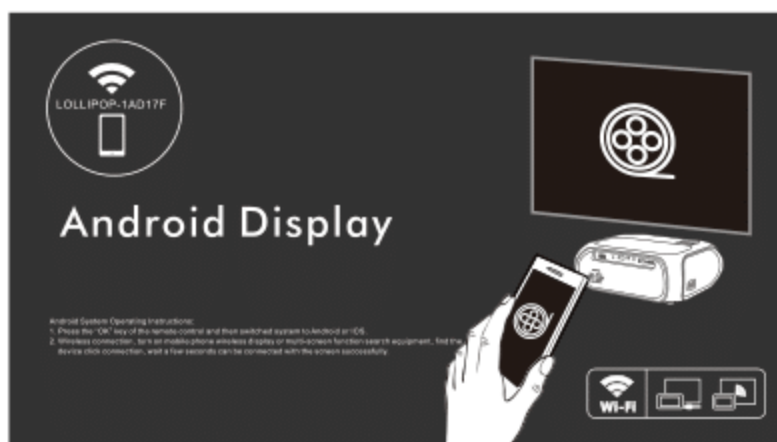 LOLLIPOP-1AD17F
Android Display
Android System Operating Instructions:
1. Press the "OK" key of the remote control and then switched system to Android or IOS.
2. Wireless connection, turn on mobile phone wireless display or multi-screen function search equipment, find the
device click connection, wait a few seconds can be connected with the screen successfully.
Wi-Fi